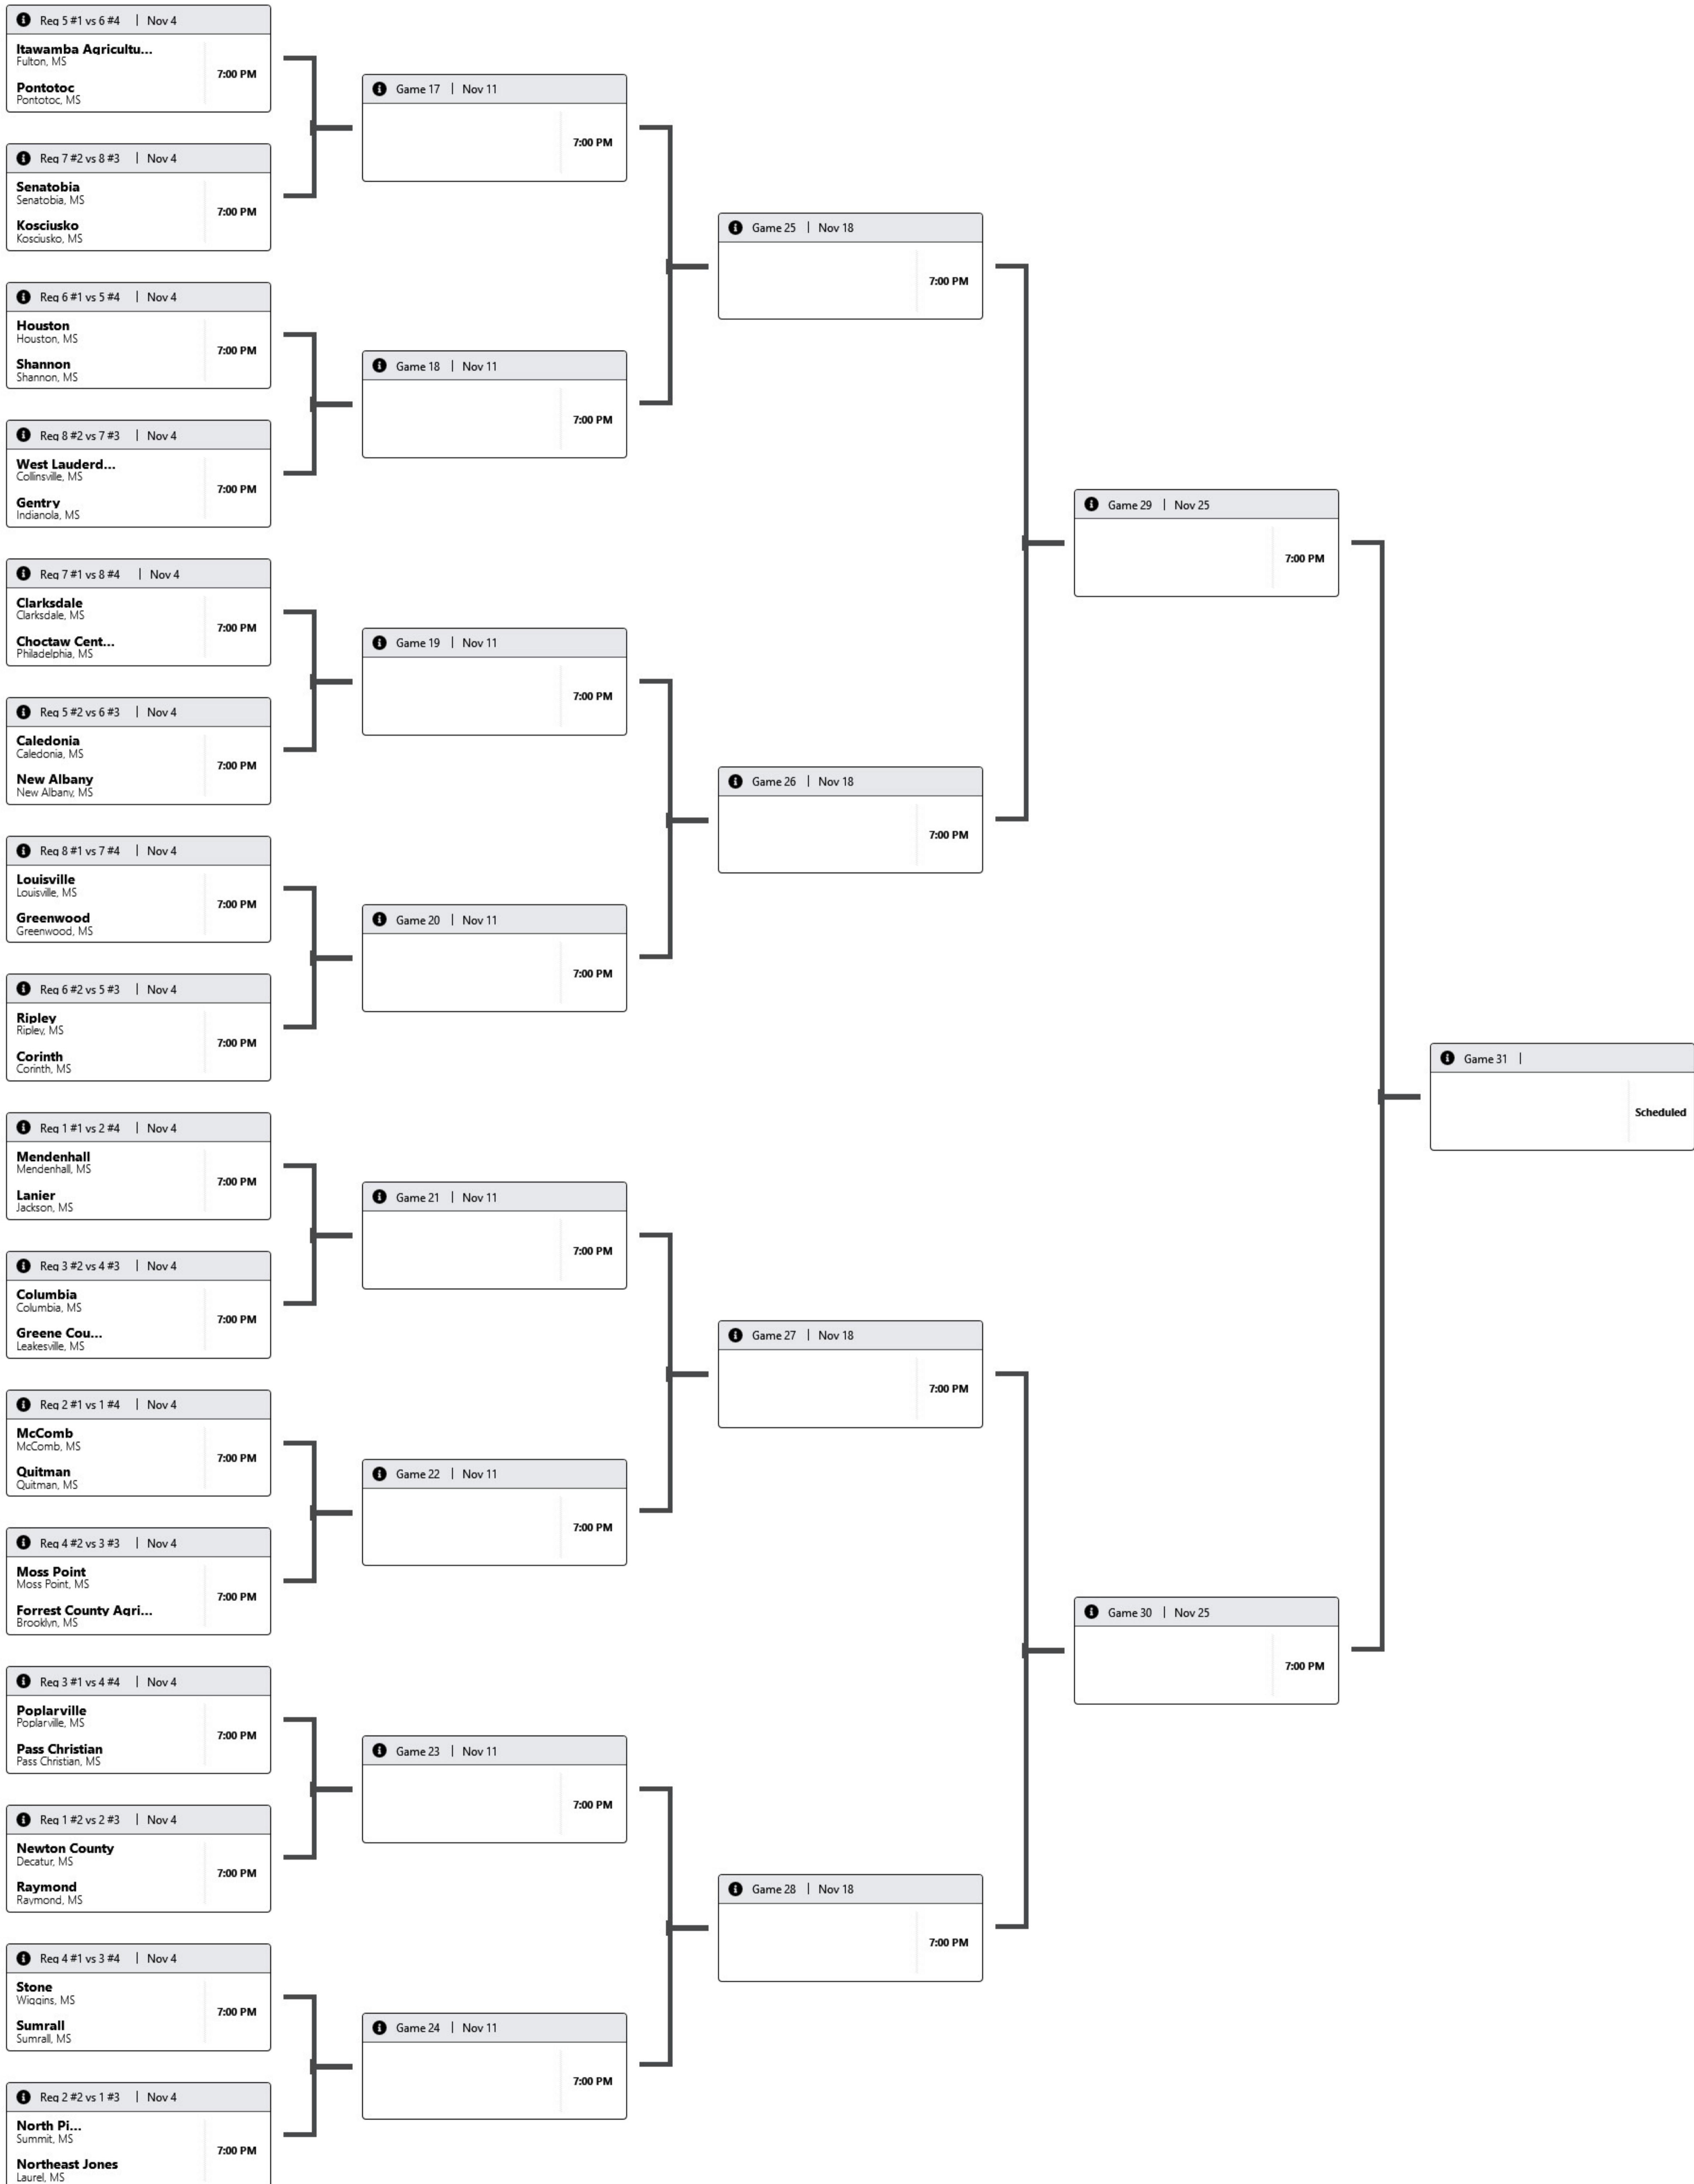 Reg 5 #1 vs 6 #4 | Nov 4
Itawamba Agricultu...
Fulton, MS
7:00 PM
Pontotoc
Pontotoc, MS
Reg 7 #2 vs 8 #3 | Nov 4
Senatobia
Senatobia, MS
7:00 PM
Kosciusko
Kosciusko, MS
Reg 6 #1 vs 5 #4 | Nov 4
Houston
Houston, MS
7:00 PM
Shannon
Shannon, MS
Reg 8 #2 vs 7 #3 | Nov 4
West Lauderd...
Collinsville, MS
7:00 PM
Gentry
Indianola, MS
Reg 7 #1 vs 8 #4 | Nov 4
Clarksdale
Clarksdale, MS
7:00 PM
Choctaw Cent...
Philadelphia, MS
Reg 5 #2 vs 6 #3 | Nov 4
Caledonia
Caledonia, MS
7:00 PM
New Albany
New Albany, MS
Reg 8 #1 vs 7 #4 | Nov 4
Louisville
Louisville, MS
7:00 PM
Greenwood
Greenwood, MS
Reg 6 #2 vs 5 #3 | Nov 4
Ripley
Ripley, MS
7:00 PM
Corinth
Corinth, MS
Reg 1 #1 vs 2 #4 | Nov 4
Mendenhall
Mendenhall, MS
7:00 PM
Lanier
Jackson, MS
Reg 3 #2 vs 4 #3 | Nov 4
Columbia
Columbia, MS
7:00 PM
Greene Cou...
Leakesville, MS
Reg 2 #1 vs 1 #4 | Nov 4
McComb
McComb, MS
7:00 PM
Quitman
Quitman, MS
Reg 4 #2 vs 3 #3 | Nov 4
Moss Point
Moss Point, MS
7:00 PM
Forrest County Agri...
Brooklyn, MS
Reg 3 #1 vs 4 #4 | Nov 4
Poplarville
Poplarville, MS
7:00 PM
Pass Christian
Pass Christian, MS
Reg 1 #2 vs 2 #3 | Nov 4
Newton County
Decatur, MS
7:00 PM
Raymond
Raymond, MS
Reg 4 #1 vs 3 #4 | Nov 4
Stone
Wiggins, MS
7:00 PM
Sumrall
Sumrall, MS
Reg 2 #2 vs 1 #3 | Nov 4
North Pi...
Summit, MS
7:00 PM
Northeast Jones
Laurel, MS
Game 17 | Nov 11
7:00 PM
Game 18 | Nov 11
7:00 PM
Game 19 | Nov 11
7:00 PM
Game 20 | Nov 11
7:00 PM
Game 21 | Nov 11
7:00 PM
Game 22 | Nov 11
7:00 PM
Game 23 | Nov 11
7:00 PM
Game 24 | Nov 11
7:00 PM
Game 25 | Nov 18
7:00 PM
Game 26 | Nov 18
7:00 PM
Game 27 | Nov 18
7:00 PM
Game 28 | Nov 18
7:00 PM
Game 29 | Nov 25
7:00 PM
Game 30 | Nov 25
7:00 PM
Game 31 |
Scheduled